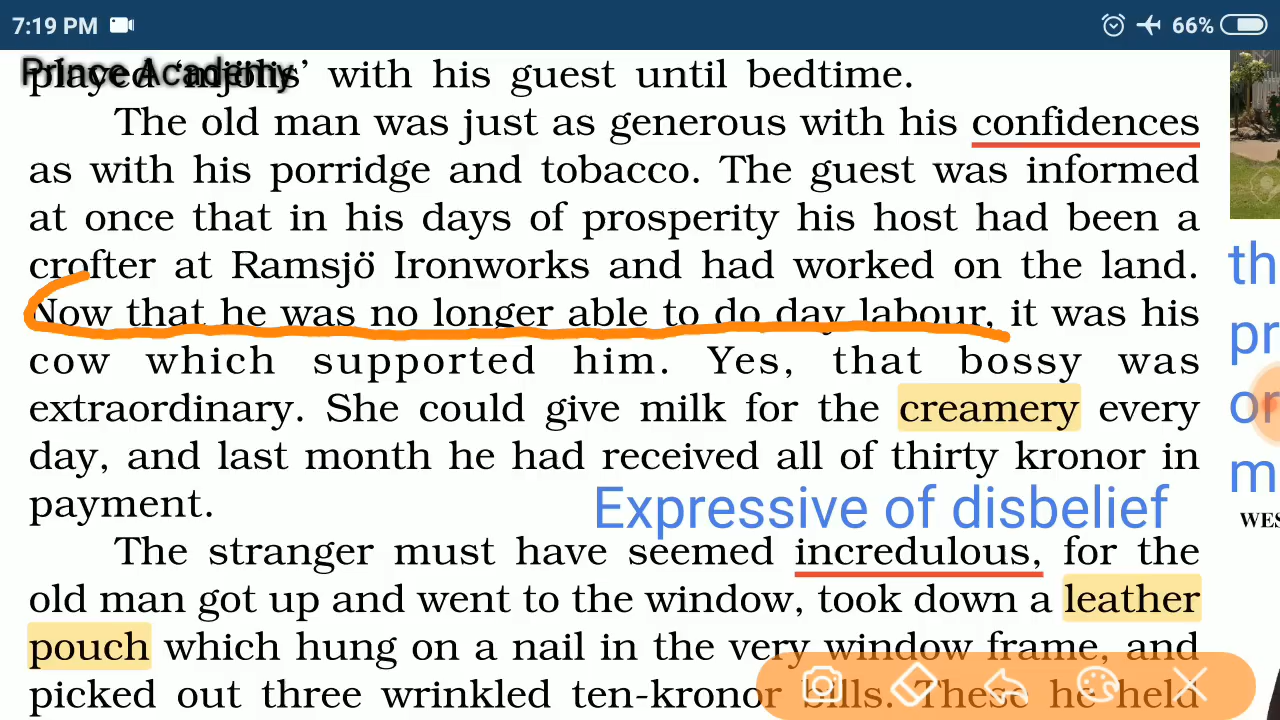 7:19 PM 66%
Prince Academy
played ‘mjölis’ with his guest until bedtime.
The old man was just as generous with his confidences
as with his porridge and tobacco. The guest was informed
at once that in his days of prosperity his host had been a
crofter at Ramsjö Ironworks and had worked on the land.
Now that he was no longer able to do day labour, it was his
cow which supported him. Yes, that bossy was
extraordinary. She could give milk for the creamery every
day, and last month he had received all of thirty kronor in
payment.
Expressive of disbelief
The stranger must have seemed incredulous, for the
old man got up and went to the window, took down a leather
pouch which hung on a nail in the very window frame, and
picked out three wrinkled ten-kronor bills. These he held
th
pr
or
m
WES